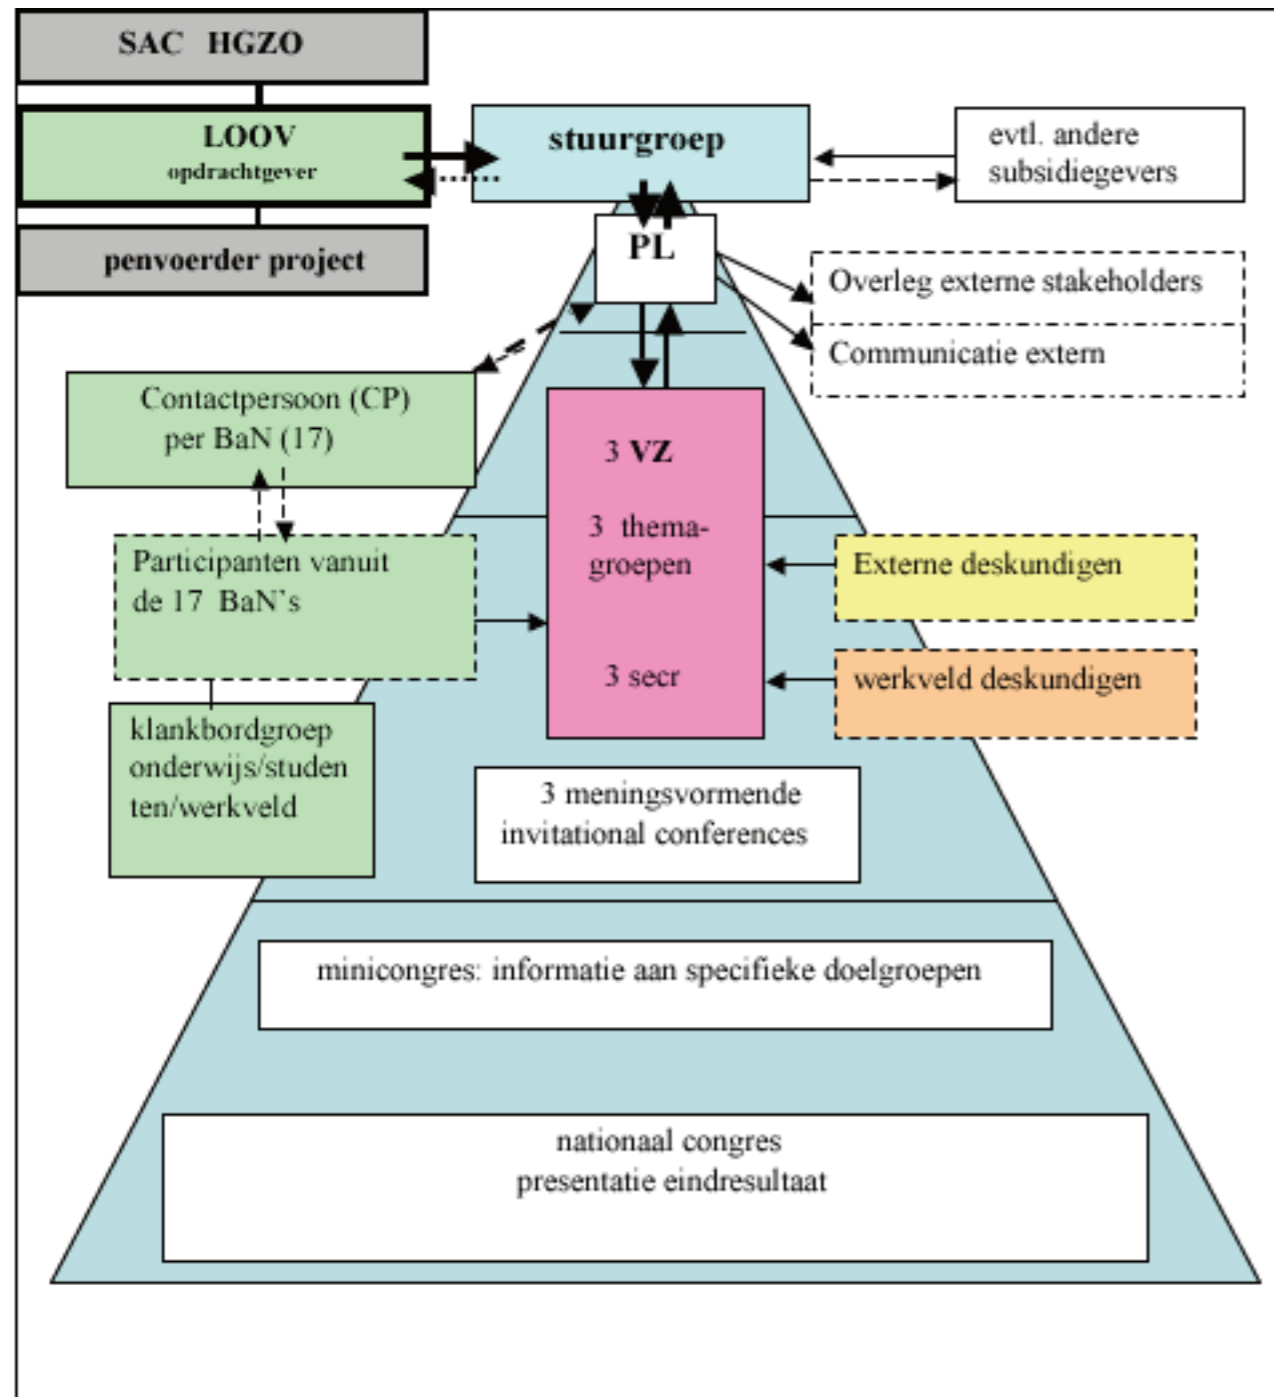 SAC HGZO
LOOV
opdrachtgever
penvoerder project
stuurgroep
evtl. andere
subsidiegevers
PL
Overleg externe stakeholders
Communicatie extern
Contactpersoon (CP)
per BaN (17)
Participanten vanuit
de 17 BaN's
klankbordgroep
onderwijs/studen
ten/werkveld
3 VZ
3 thema-
groepen
3 secr
Externe deskundigen
werkveld deskundigen
3 meningsvormende
invitational conferences
minicongres: informatie aan specifieke doelgroepen
nationaal congres
presentatie eindresultaat